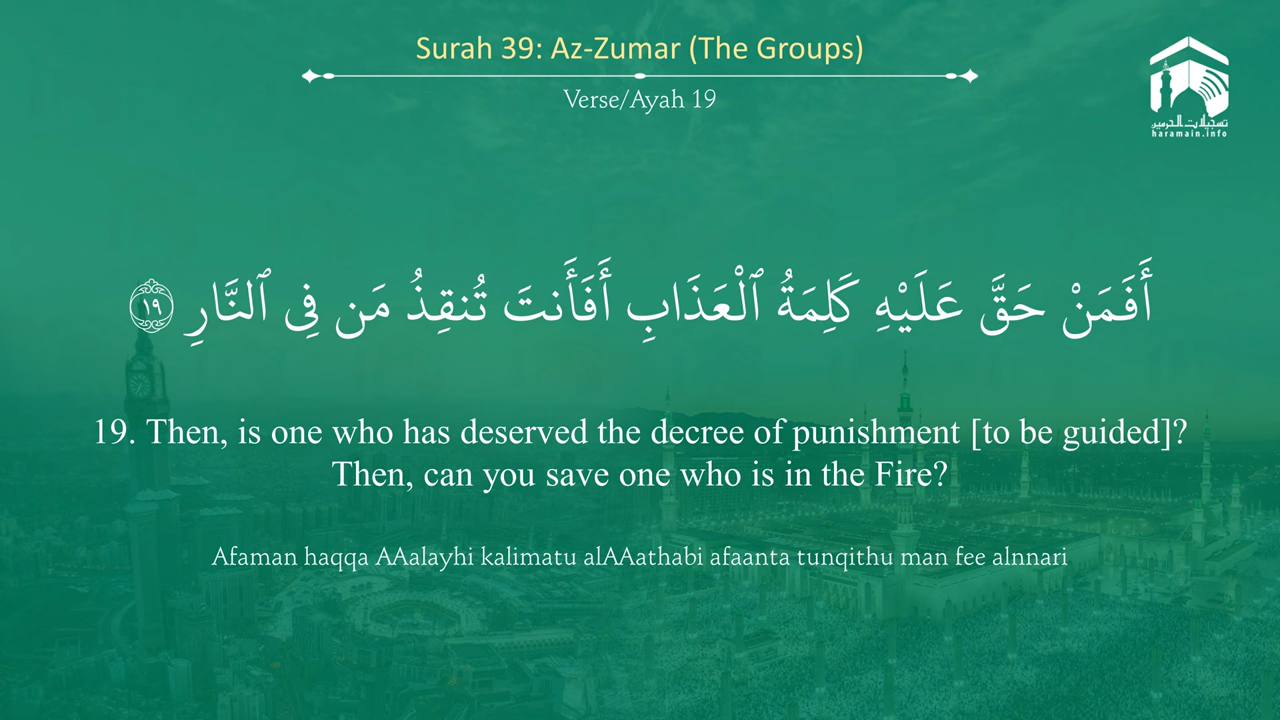 Surah 39: Az-Zumar (The Groups)
Verse/Ayah 19
تسجيلات الحرمين
haramain.info
أَفَمَنْ حَقَّ عَلَيْهِ كَلِمَةُ ٱلْعَذَابِ أَفَأَنتَ تُنقِذُ مَن فِى ٱلنَّارِ ١٩
19. Then, is one who has deserved the decree of punishment [to be guided]?
Then, can you save one who is in the Fire?
Afaman haqqa AAalayhi kalimatu alAAathabi afaanta tunqithu man fee alnnari